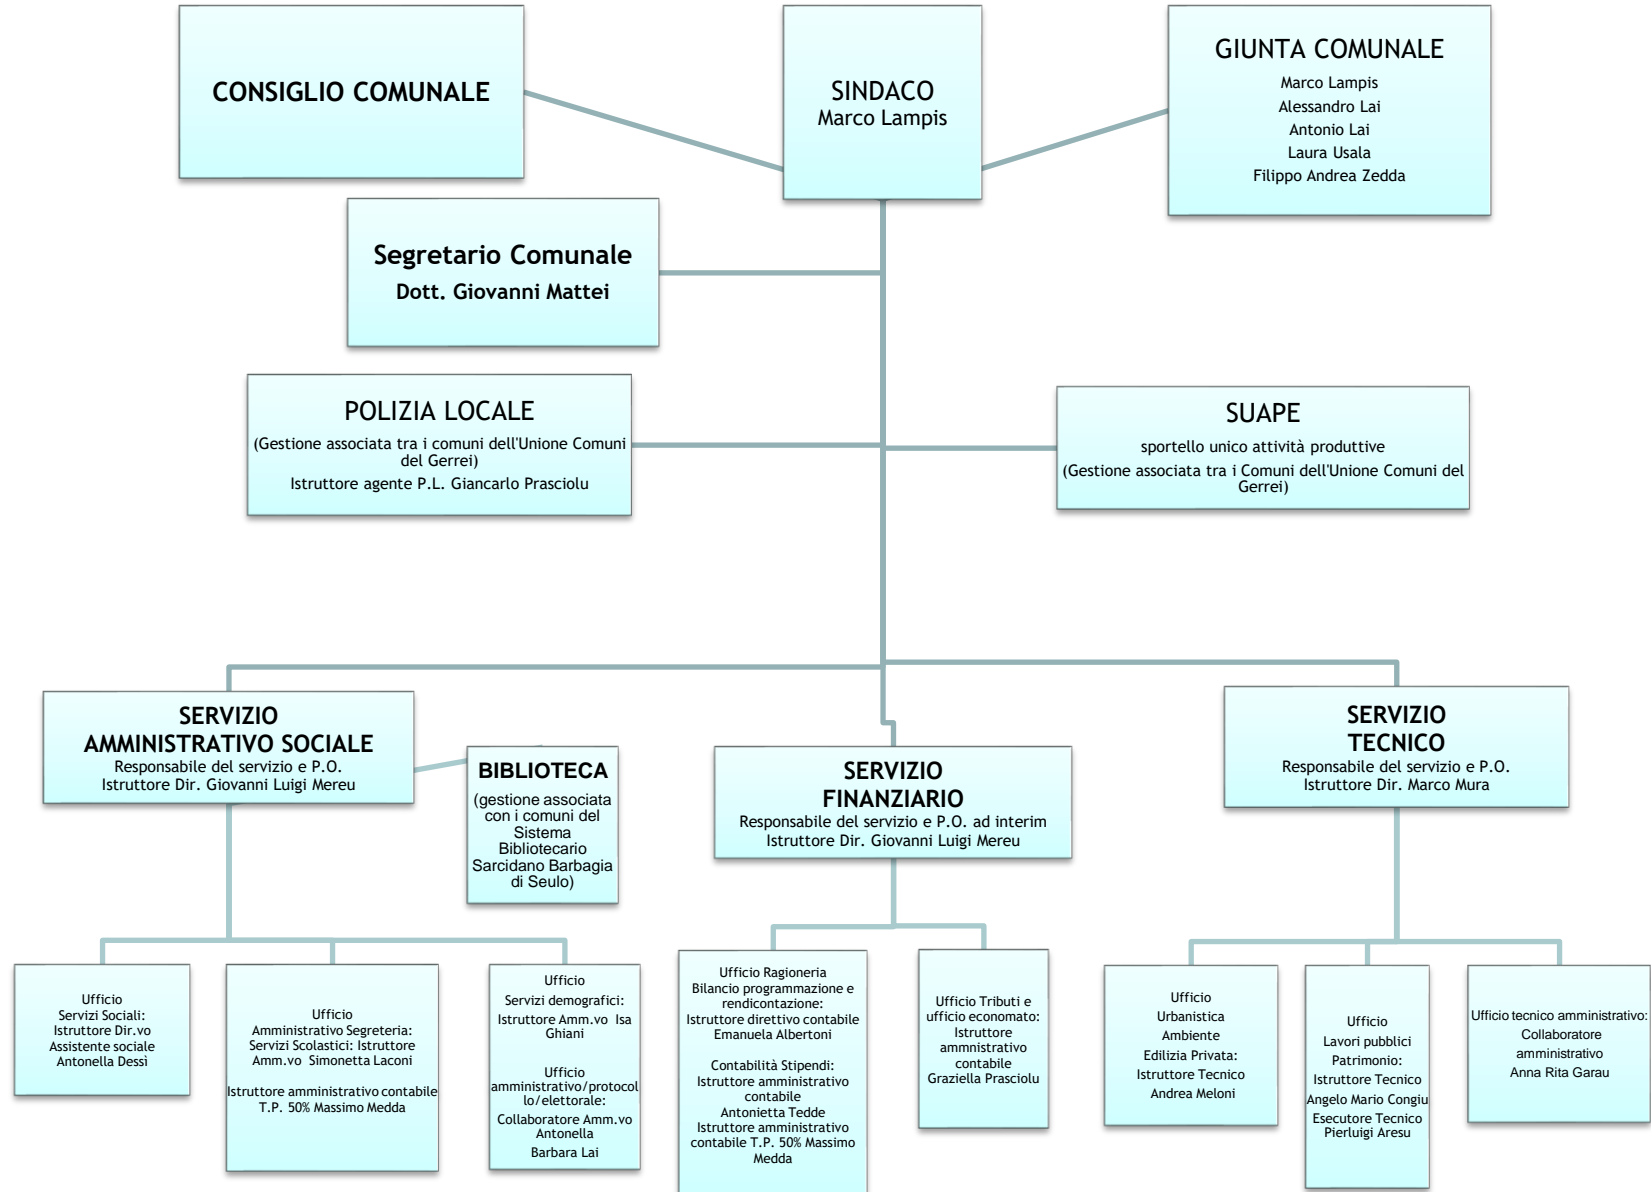 CONSIGLIO COMUNALE
SINDACO
Marco Lampis
GIUNTA COMUNALE
Marco Lampis
Alessandro Lai
Antonio Lai
Laura Usala
Filippo Andrea Zedda
Segretario Comunale
Dott. Giovanni Mattei
POLIZIA LOCALE
(Gestione associata tra i comuni dell'Unione Comuni
del Gerrei)
Istruttore agente P.L. Giancarlo Prasciolu
SUAPE
sportello unico attività produttive
(Gestione associata tra i Comuni dell'Unione Comuni del
Gerrei)
SERVIZIO
AMMINISTRATIVO SOCIALE
Responsabile del servizio e P.O.
Istruttore Dir. Giovanni Luigi Mereu
BIBLIOTECA
(gestione associata
con i comuni del
Sistema
Bibliotecario
Sarcidano Barbagia
di Seulo)
SERVIZIO
FINANZIARIO
Responsabile del servizio e P.O. ad interim
Istruttore Dir. Giovanni Luigi Mereu
SERVIZIO
TECNICO
Responsabile del servizio e P.O.
Istruttore Dir. Marco Mura
Ufficio
Servizi Sociali:
Istruttore Dir.vo
Assistente sociale
Antonella Dessì
Ufficio
Amministrativo Segreteria:
Servizi Scolastici: Istruttore
Amm.vo Simonetta Laconi
Istruttore amministrativo contabile
T.P. 50% Massimo Medda
Ufficio
Servizi demografici:
Istruttore Amm.vo Isa
Ghiani
Ufficio
amministrativo/protocol
lo/elettorale:
Collaboratore Amm.vo
Antonella
Barbara Lai
Ufficio Ragioneria
Bilancio programmazione e
rendicontazione:
Istruttore direttivo contabile
Emanuela Albertoni
Contabilità Stipendi:
Istruttore amministrativo
contabile
Antonietta Tedde
Istruttore amministrativo
contabile T.P. 50% Massimo
Medda
Ufficio Tributi e
ufficio economato:
Istruttore
ammnistrativo
contabile
Graziella Prasciolu
Ufficio
Urbanistica
Ambiente
Edilizia Privata:
Istruttore Tecnico
Andrea Meloni
Ufficio
Lavori pubblici
Patrimonio:
Istruttore Tecnico
Angelo Mario Congiu
Esecutore Tecnico
Pierluigi Aresu
Ufficio tecnico amministrativo:
Collaboratore
amministrativo
Anna Rita Garau